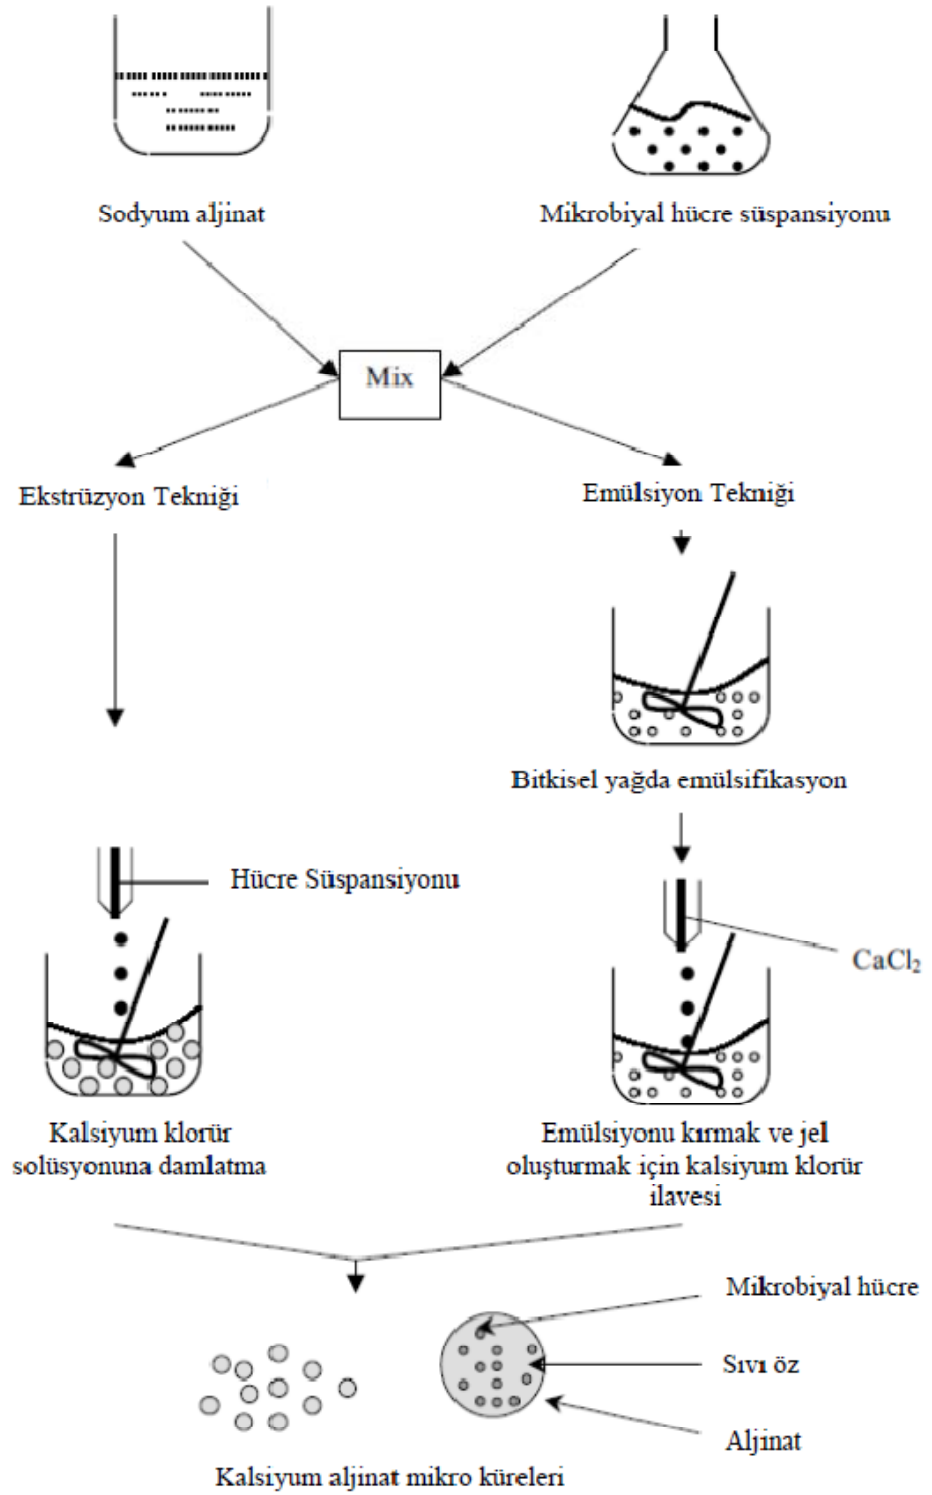 Sodyum aljinat
Mikrobiyal hücre süspansiyonu
Mix
Ekstrüzyon Tekniği
Emülsiyon Tekniği
Bitkisel yağda emülsifikasyon
Hücre Süspansiyonu
CaCl₂
Kalsiyum klorür
solüsyonuna damlatma
Emülsiyonu kırmak ve jel
oluşturmak için kalsiyum klorür
ilavesi
Mikrobiyal hücre
Sıvı öz
Aljinat
Kalsiyum aljinat mikro küreleri